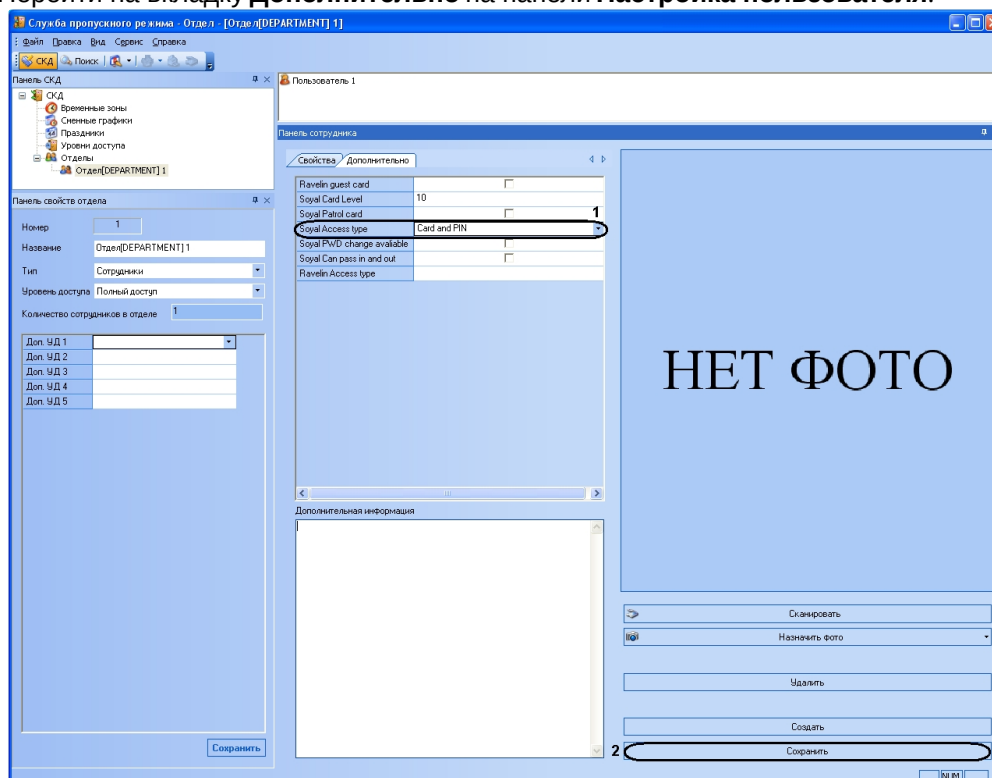 Перейти на вкладку Дополнительно на панели Настройка пользователя.
Служба пропускного режима - Отдел - [Отдел[DEPARTMENT] 1]
Файл Правка Вид Сервис Справка
СКД Поиск
Панель СКД
СКД
Временные зоны
Сменные графики
Праздники
Уровни доступа
Отделы
Отдел[DEPARTMENT] 1
Панель свойств отдела
Номер 1
Название Отдел[DEPARTMENT] 1
Тип Сотрудники
Уровень доступа Полный доступ
Количество сотрудников в отделе 1
Доп. УД 1
Доп. УД 2
Доп. УД 3
Доп. УД 4
Доп. УД 5
Сохранить
Пользователь 1
Панель сотрудника
Свойства Дополнительно
Ravelin guest card
Soyal Card Level 10
Soyal Patrol card 1
Soyal Access type Card and PIN
Soyal PWD change avaliable
Soyal Can pass in and out
Ravelin Access type
Дополнительная информация
НЕТ ФОТО
Сканировать
Назначить фото
Удалить
Создать
2 Сохранить
NUM